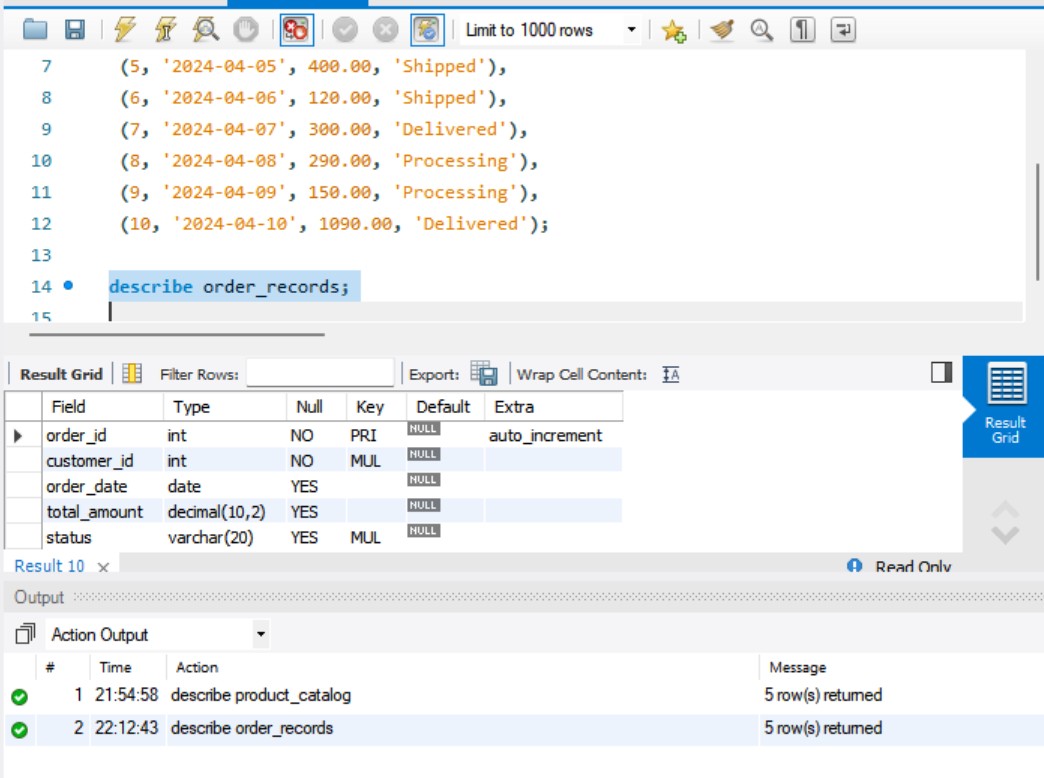 Limit to 1000 rows
7 (5, '2024-04-05', 400.00, 'Shipped'),
8 (6, '2024-04-06', 120.00, 'Shipped'),
9 (7, '2024-04-07', 300.00, 'Delivered'),
10 (8, '2024-04-08', 290.00, 'Processing'),
11 (9, '2024-04-09', 150.00, 'Processing'),
12 (10, '2024-04-10', 1090.00, 'Delivered');
13
14 describe order_records;
15
Result Grid Filter Rows: Export: Wrap Cell Content: IA
Field Type Null Key Default Extra
order_id int NO PRI NULL auto_increment
customer_id int NO MUL NULL
order_date date YES NULL
total_amount decimal(10,2) YES NULL
status varchar(20) YES MUL NULL
Result
Grid
Result 10 × Read Only
Output
Action Output
# Time Action Message
1 21:54:58 describe product_catalog 5 row(s) returned
2 22:12:43 describe order_records 5 row(s) returned